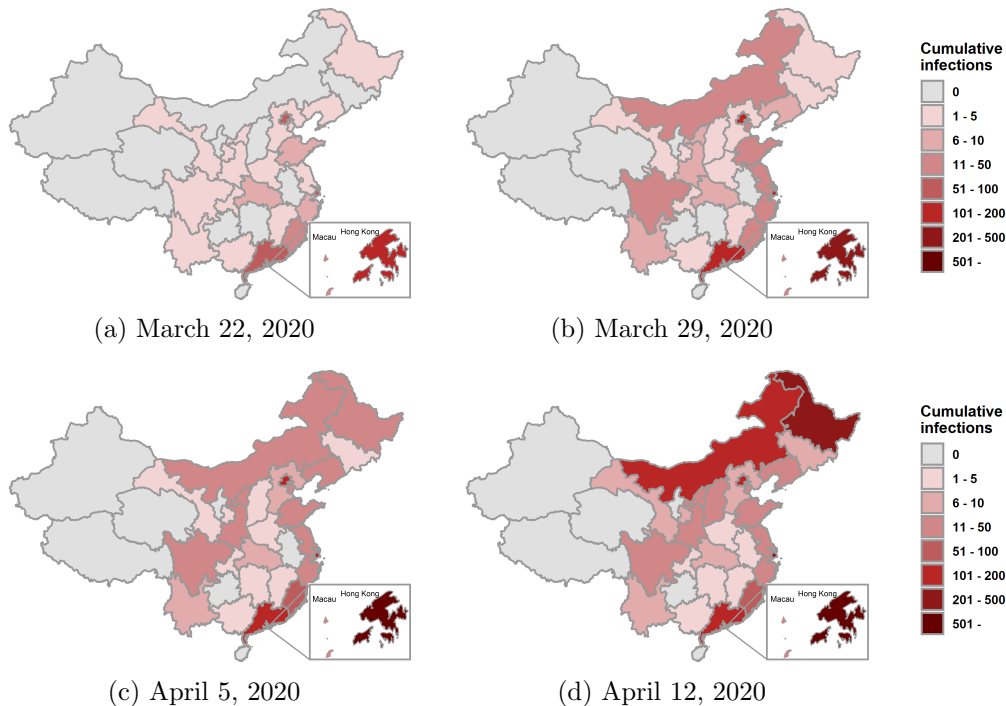 Macau
Hong Kong
(a) March 22, 2020
Macau
Hong Kong
(b) March 29, 2020
Cumulative
infections
0
1 - 5
6 - 10
11 - 50
51 - 100
101 - 200
201 - 500
501 -
Macau
Hong Kong
(c) April 5, 2020
Macau
Hong Kong
(d) April 12, 2020
Cumulative
infections
0
1 - 5
6 - 10
11 - 50
51 - 100
101 - 200
201 - 500
501 -